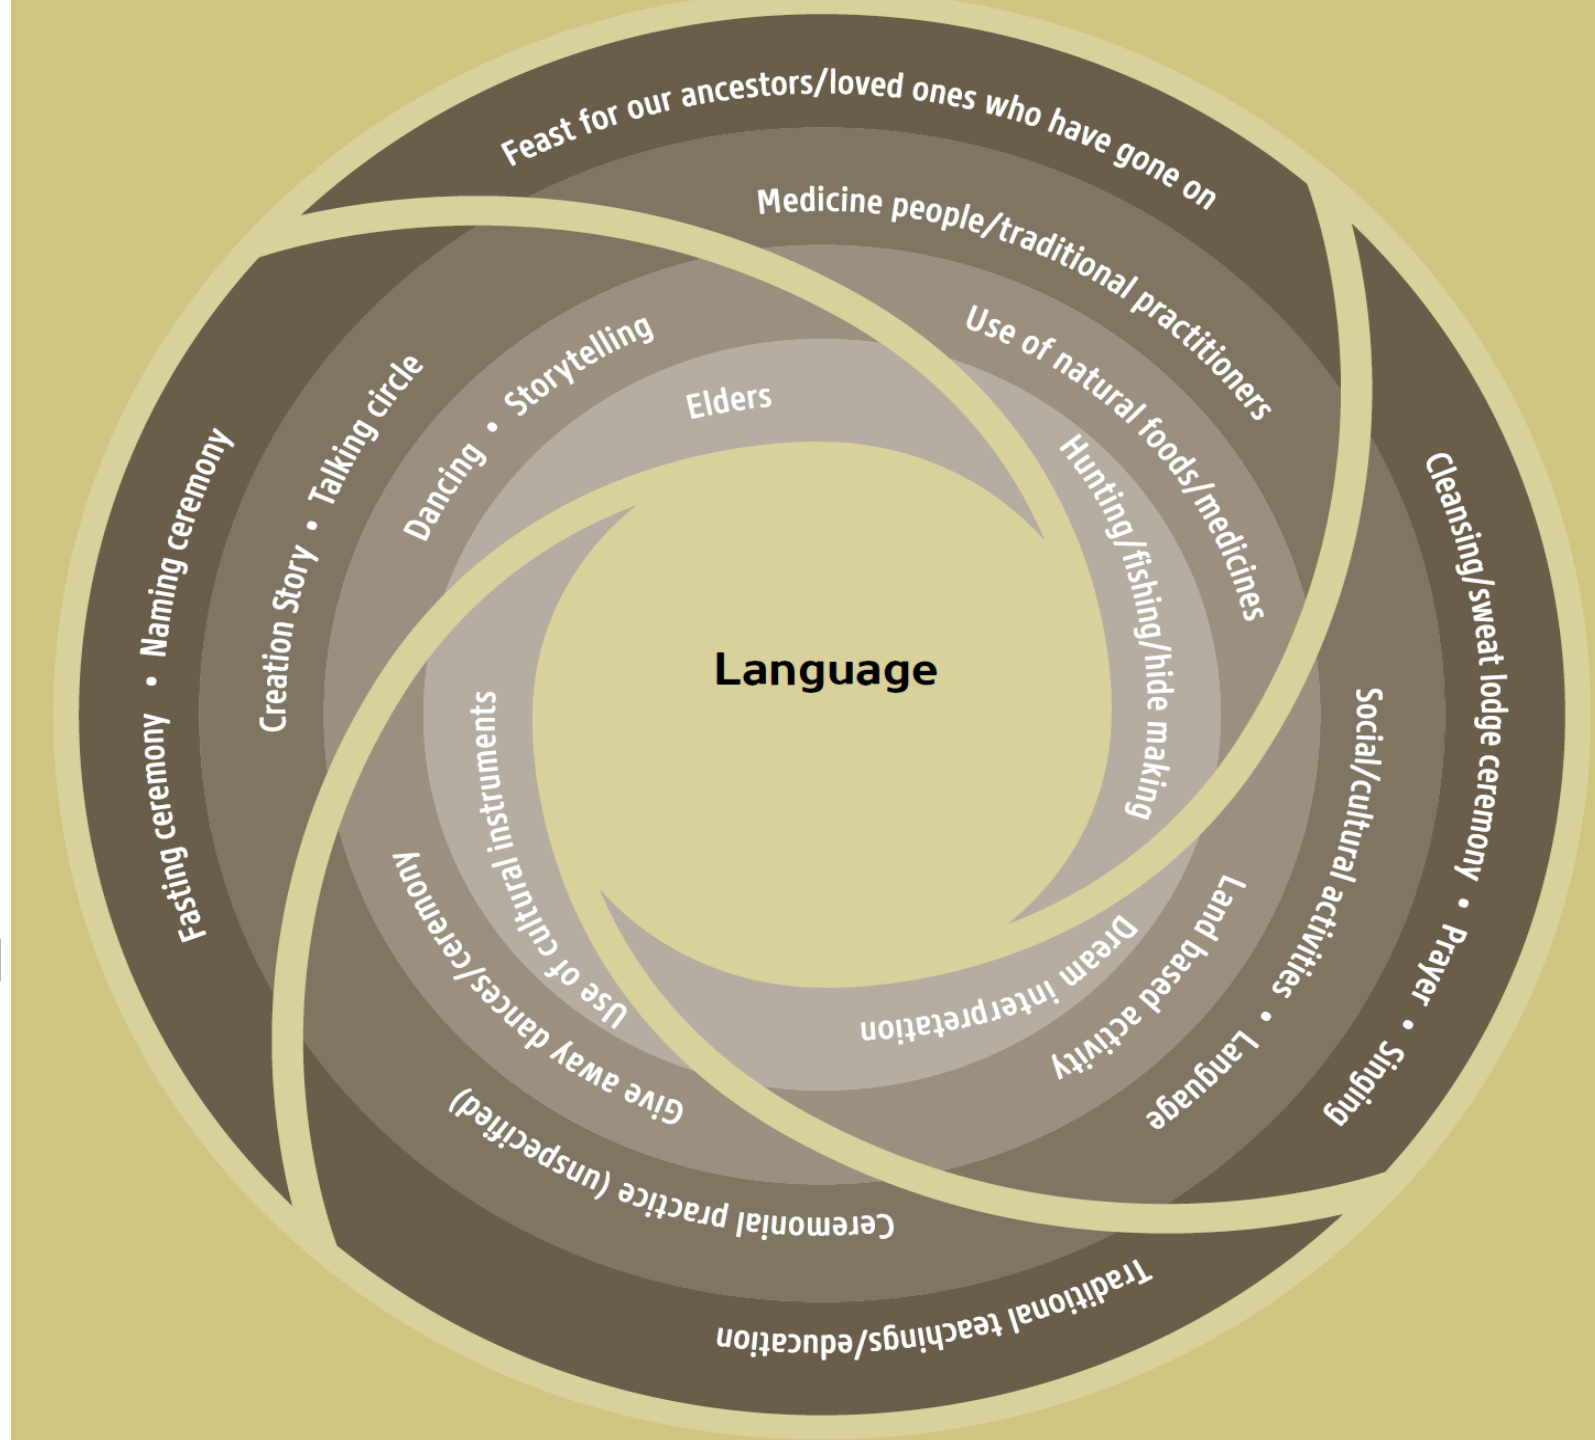 Feast for our ancestors/loved ones who have gone on
Medicine people/traditional practitioners
Use of natural foods/medicines
Hunting/fishing/hide making
Cleansing/sweat lodge ceremony • Prayer • Singing
Social/cultural activities • Language
Land based activity
Dream interpretation
Traditional teachings/education
Ceremonial practice (unspecified)
Give away dances/ceremony
Use of cultural instruments
Fasting ceremony • Naming ceremony
Creation Story • Talking circle
Dancing • Storytelling
Elders
Language